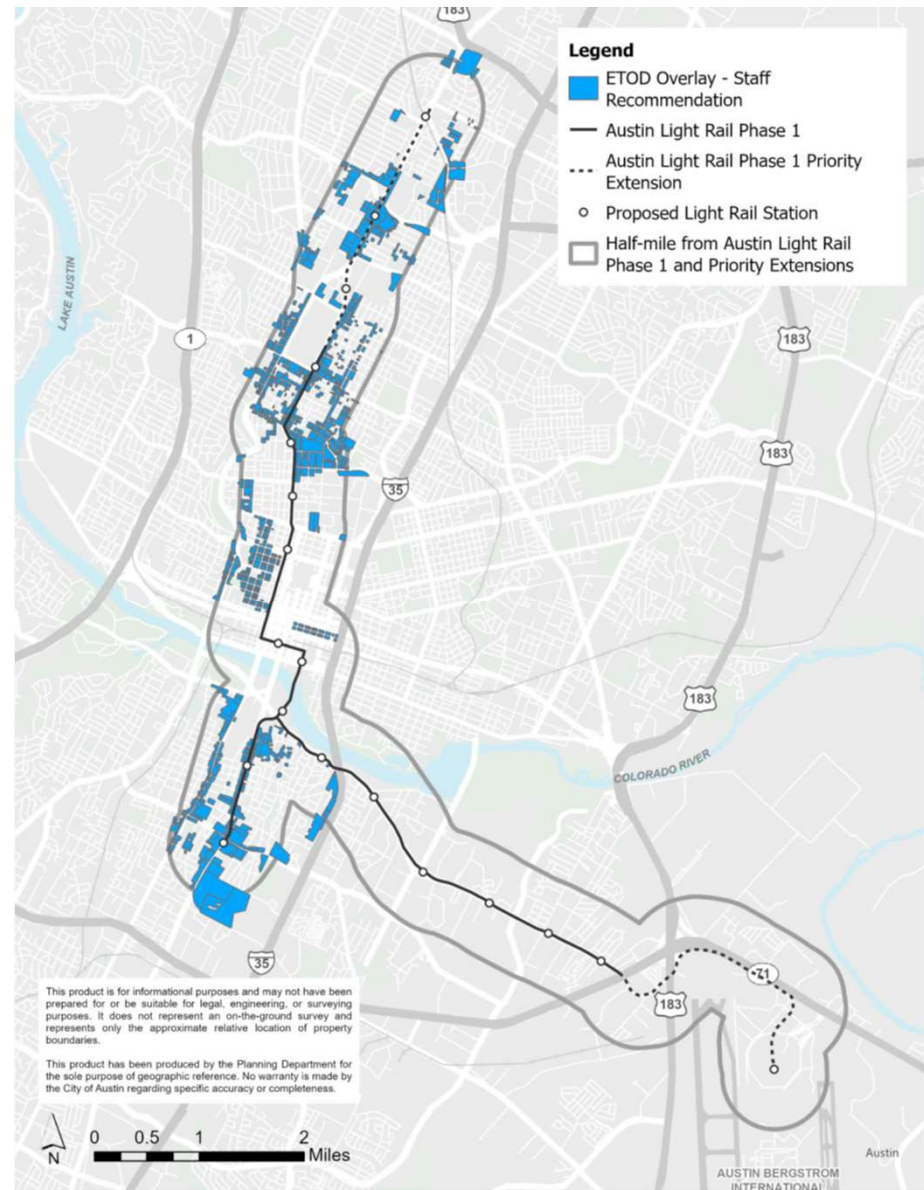 183
Legend
ETOD Overlay - Staff
Recommendation
Austin Light Rail Phase 1
Austin Light Rail Phase 1 Priority
Extension
Proposed Light Rail Station
Half-mile from Austin Light Rail
Phase 1 and Priority Extensions
LAKE AUSTIN
1
183
183
35
183
COLORADO RIVER
71
183
35
This product is for informational purposes and may not have been
prepared for or be suitable for legal, engineering, or surveying
purposes. It does not represent an on-the-ground survey and
represents only the approximate relative location of property
boundaries.
This product has been produced by the Planning Department for
the sole purpose of geographic reference. No warranty is made by
the City of Austin regarding specific accuracy or completeness.
N
0 0.5 1 2
Miles
Austin
AUSTIN BERGSTROM
INTERNATIONAL